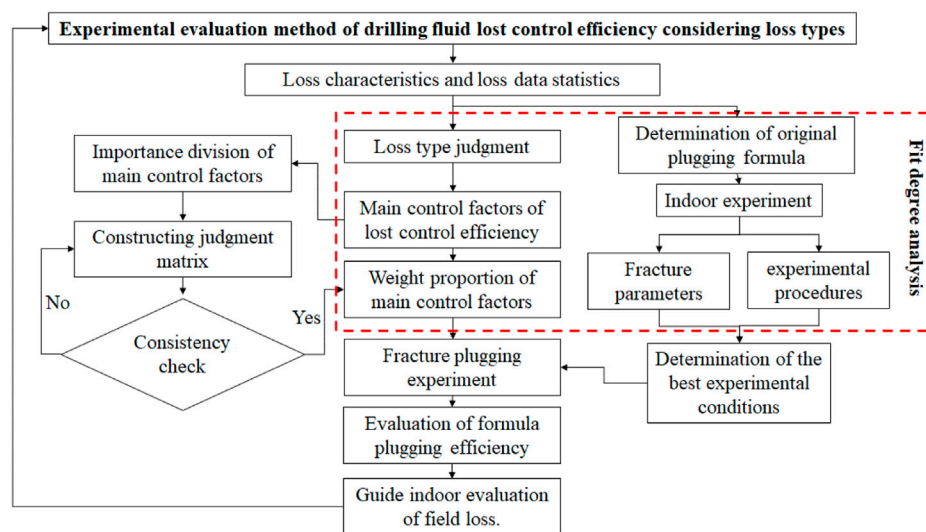 Experimental evaluation method of drilling fluid lost control efficiency considering loss types
Loss characteristics and loss data statistics
Loss type judgment
Determination of original
plugging formula
Fit degree analysis
Importance division of
main control factors
Indoor experiment
Main control factors of
lost control efficiency
Constructing judgment
matrix
Fracture
parameters
experimental
procedures
Weight proportion of
main control factors
No
Yes
Consistency
check
Fracture plugging
experiment
Determination of the
best experimental
conditions
Evaluation of formula
plugging efficiency
Guide indoor evaluation
of field loss.